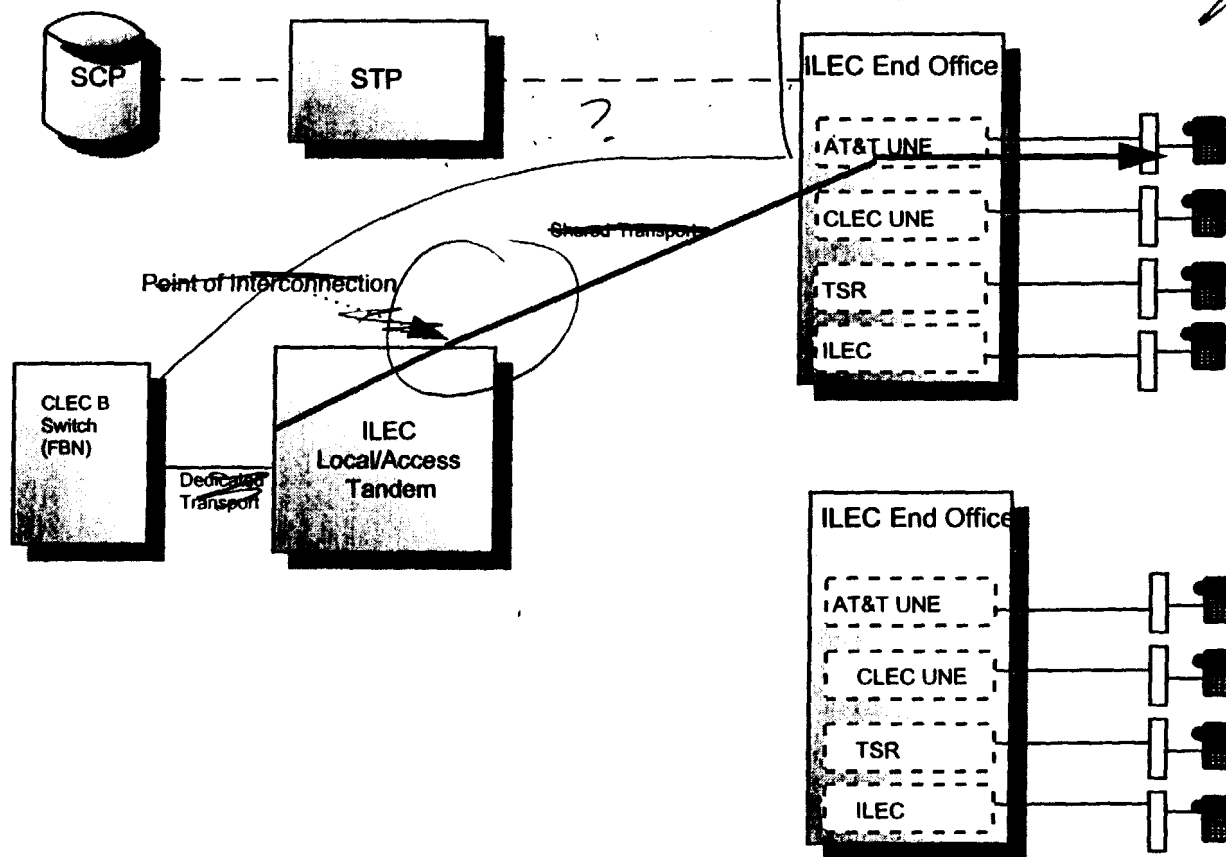 SCP
STP
ILEC End Office
?
AT&T UNE
CLEC UNE
TSR
ILEC
Shared Transport
Point of Interconnection
CLEC B
Switch
(FBN)
Dedicated
Transport
ILEC
Local/Access
Tandem
ILEC End Office
AT&T UNE
CLEC UNE
TSR
ILEC